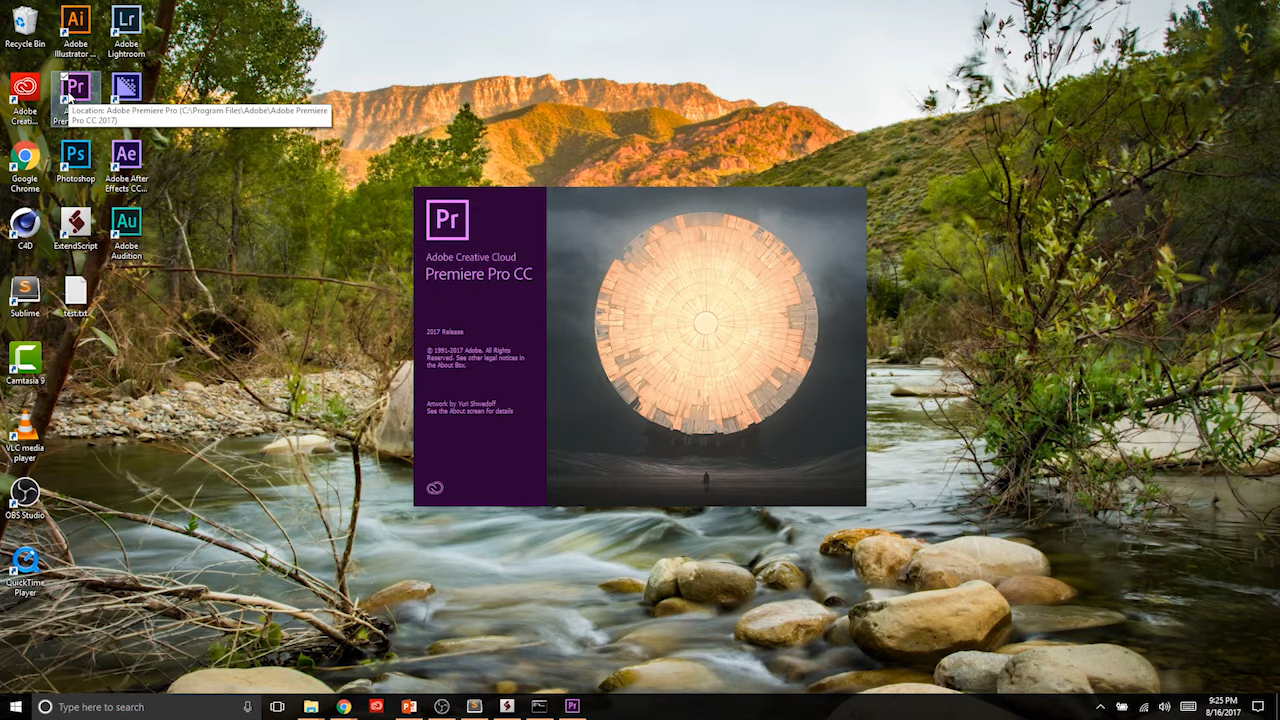 Recycle Bin
Ai
Adobe
Illustrator ...
Lr
Adobe
Lightroom
Adobe
Creati...
Pr
Location: Adobe Premiere Pro (C:\Program Files\Adobe\Adobe Premiere
Pro CC 2017)
Google
Chrome
Ps
Photoshop
Ae
Adobe After
Effects CC...
C4D
ExtendScript
Au
Adobe
Audition
S
Sublime
test.txt
C
Camtasia 9
VLC media
player
OBS Studio
QuickTime
Player
Pr
Adobe Creative Cloud
Premiere Pro CC
2017 Release
© 1991-2017 Adobe. All Rights
Reserved. See other legal notices in
the About Box.
Artwork by Yuri Shwedoff
See the About screen for details
Type here to search
Pr
9:25 PM
8/16/2017